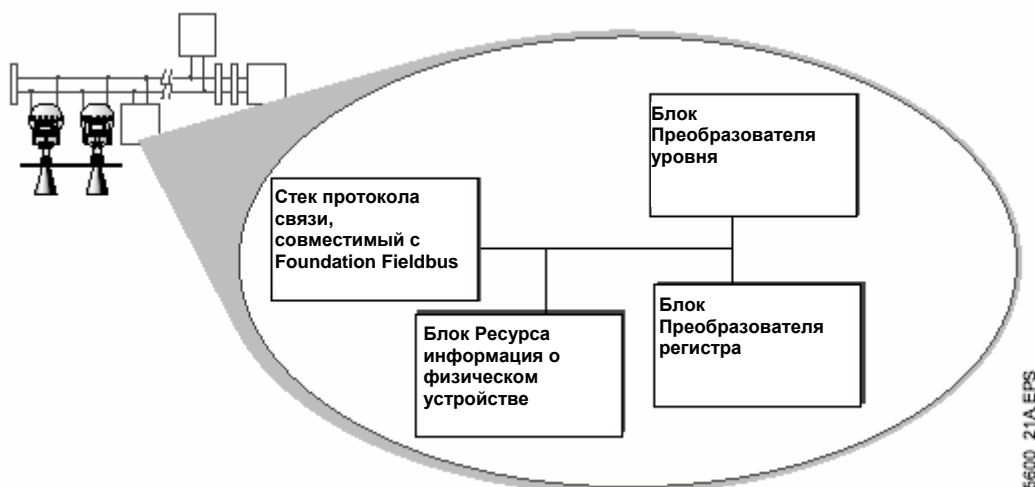 Блок
Преобразователя
уровня
Стек протокола
связи,
совместимый с
Foundation Fieldbus
Блок Ресурса
информация о
физическом
устройстве
Блок
Преобразователя
регистра
5600_21A.EPS